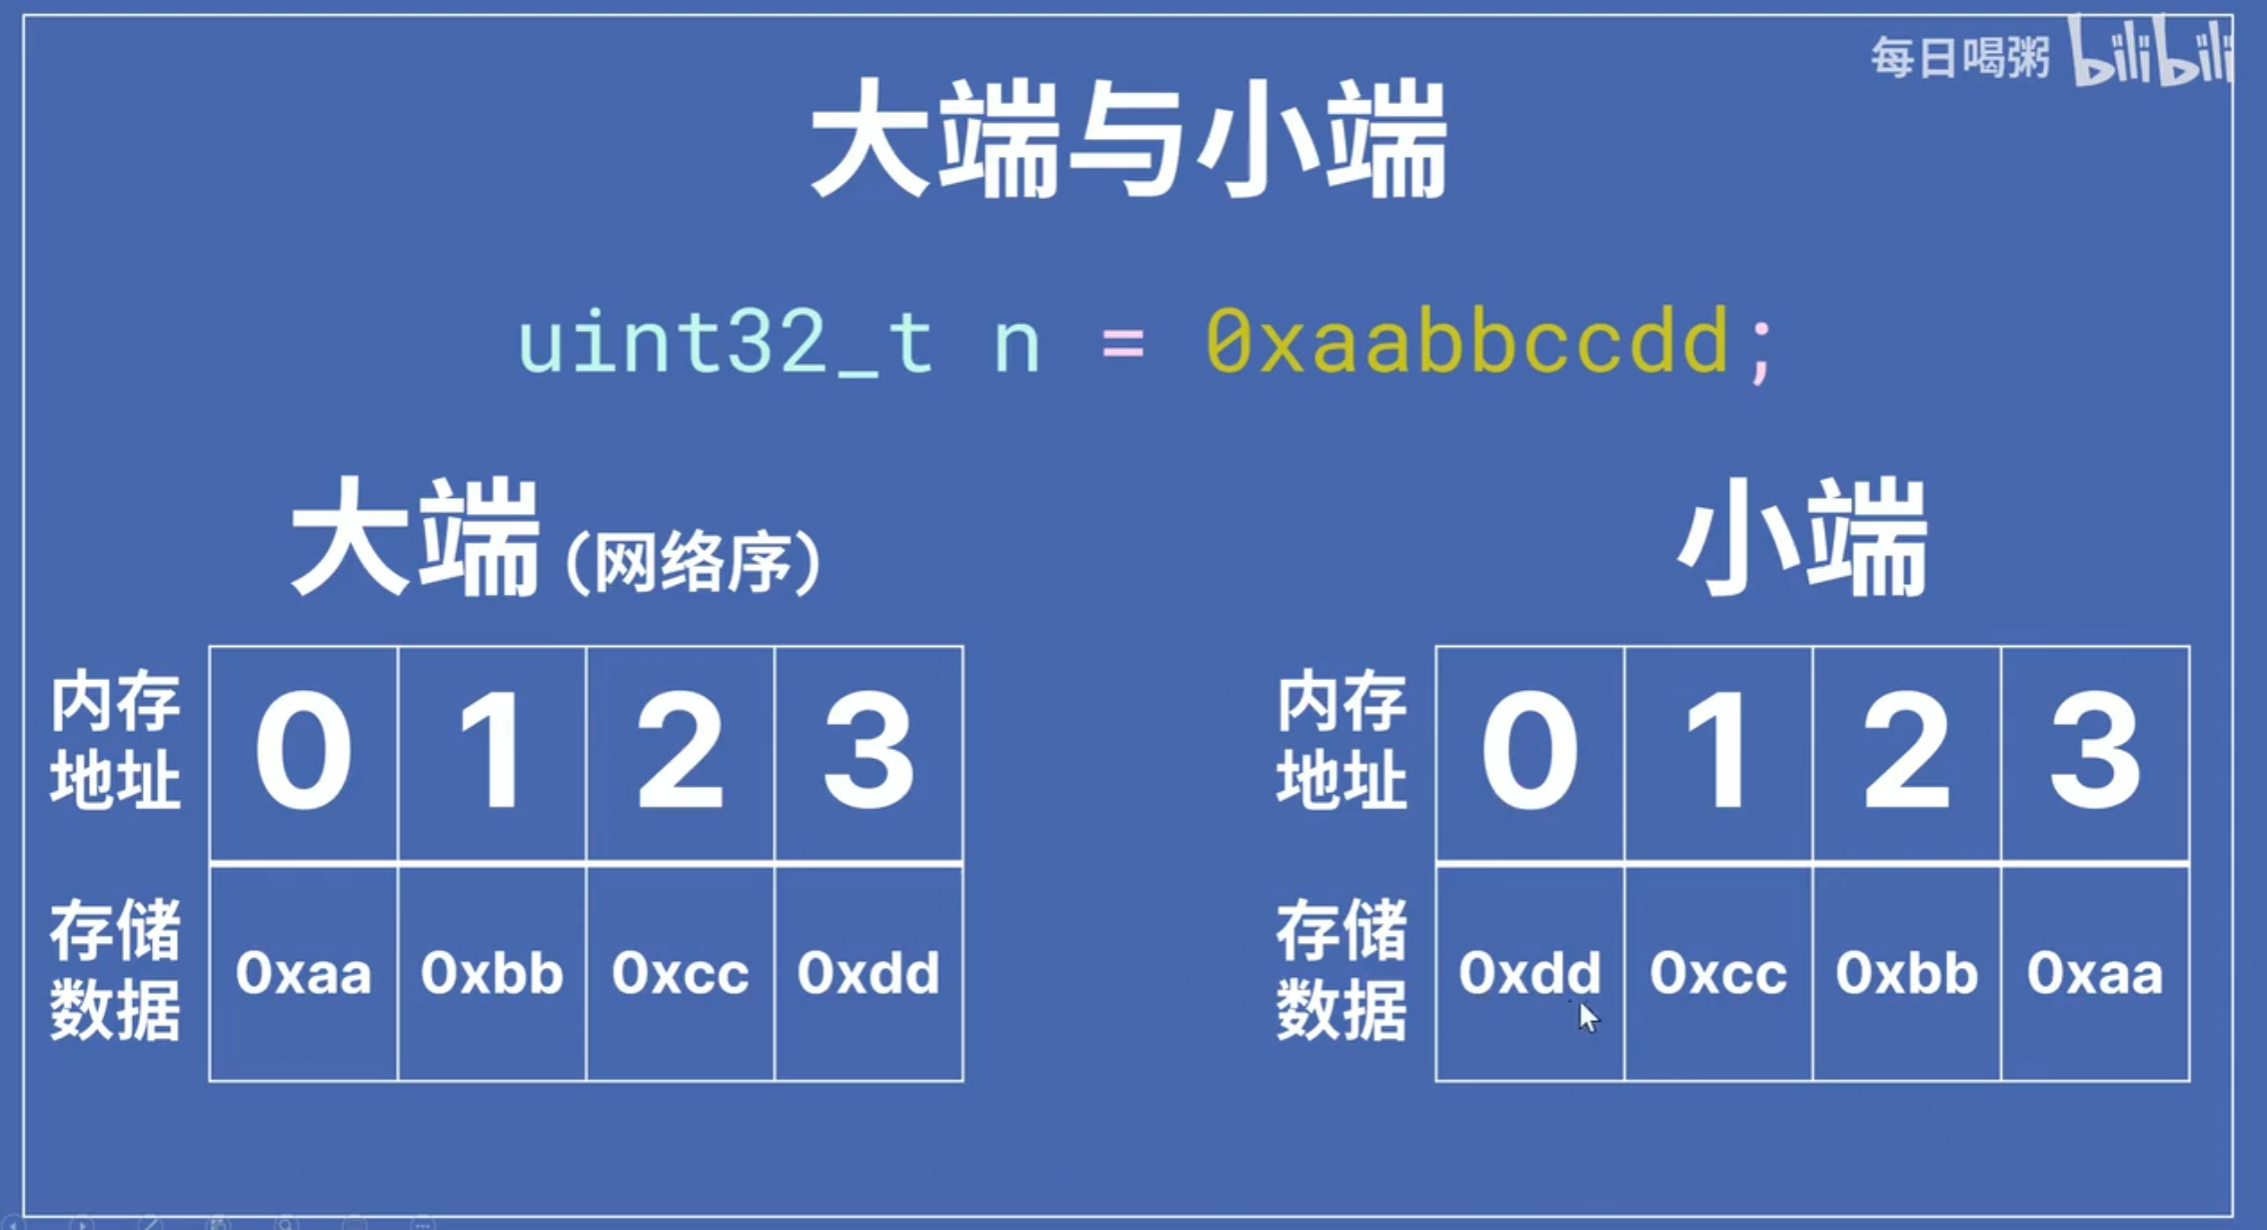 每日喝粥 bilibili
大端与小端
uint32_t n = 0xaabbccdd;
大端(网络序)
内存地址 0 1 2 3
存储数据 0xaa 0xbb 0xcc 0xdd
小端
内存地址 0 1 2 3
存储数据 0xdd 0xcc 0xbb 0xaa